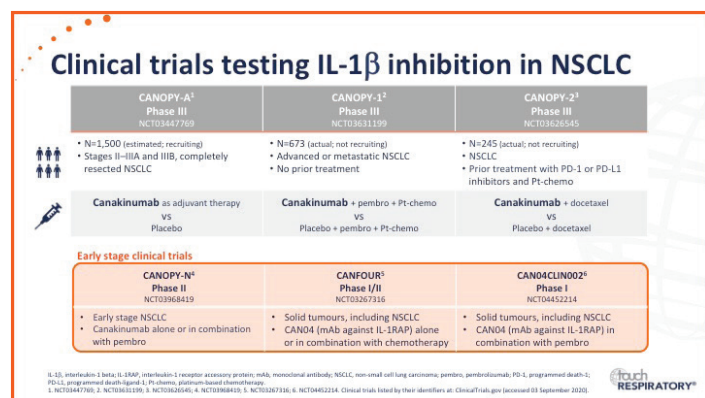 Clinical trials testing IL-1β inhibition in NSCLC
CANOPY-A1
Phase III
NCT03447769
CANOPY-12
Phase III
NCT03631199
CANOPY-23
Phase III
NCT03626545
• N=1,500 (estimated; recruiting)
• Stages II–IIIA and IIIB, completely
resected NSCLC
• N=673 (actual; not recruiting)
• Advanced or metastatic NSCLC
• No prior treatment
• N=245 (actual; not recruiting)
• NSCLC
• Prior treatment with PD-1 or PD-L1
inhibitors and Pt-chemo
Canakinumab as adjuvant therapy
vs
Placebo
Canakinumab + pembro + Pt-chemo
vs
Placebo + pembro + Pt-chemo
Canakinumab + docetaxel
vs
Placebo + docetaxel
Early stage clinical trials
CANOPY-N4
Phase II
NCT03968419
CANFOUR5
Phase I/II
NCT03267316
CAN04CLIN0026
Phase I
NCT04452214
• Early stage NSCLC
• Canakinumab alone or in combination
with pembro
• Solid tumours, including NSCLC
• CAN04 (mAb against IL-1RAP) alone
or in combination with chemotherapy
• Solid tumours, including NSCLC
• CAN04 (mAb against IL-1RAP) in
combination with pembro
IL-1β, interleukin-1 beta; IL-1RAP, interleukin-1 receptor accessory protein; mAb, monoclonal antibody; NSCLC, non-small cell lung carcinoma; pembro, pembrolizumab; PD-1, programmed death-1;
PD-L1, programmed death-ligand-1; Pt-chemo, platinum-based chemotherapy.
1. NCT03447769; 2. NCT03631199; 3. NCT03626545; 4. NCT03968419; 5. NCT03267316; 6. NCT04452214. Clinical trials listed by their identifiers at: ClinicalTrials.gov (accessed 03 September 2020).
touch
RESPIRATORY®